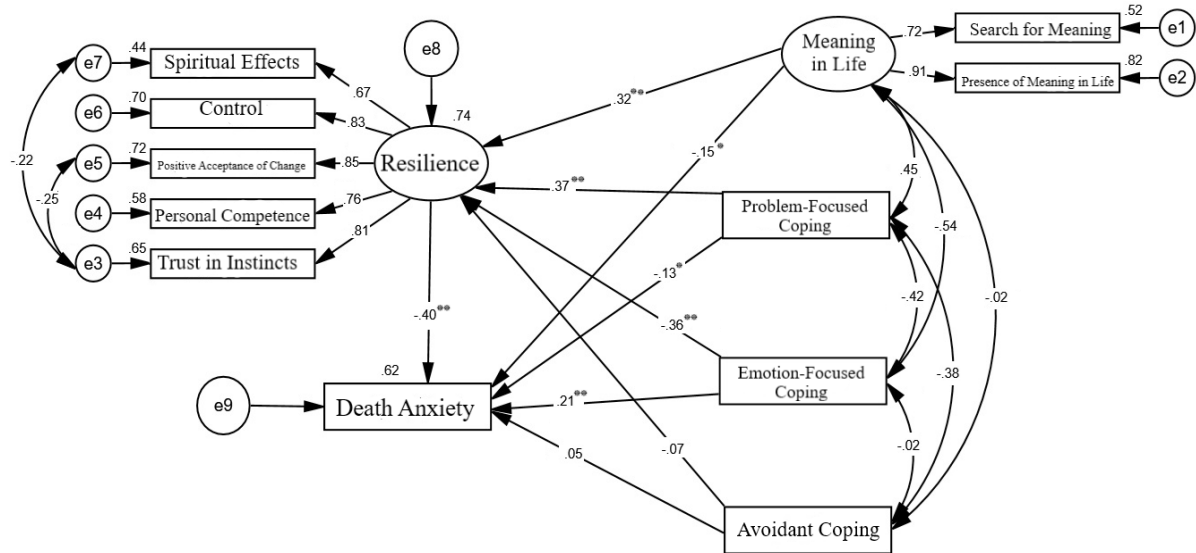 e7
.44
Spiritual Effects
e6
.70
Control
e5
.72
Positive Acceptance of Change
e4
.58
Personal Competence
e3
.65
Trust in Instincts
-.22
-.25
.67
.83
.85
.76
.81
e8
.74
Resilience
Meaning
in Life
.72
.91
.52
Search for Meaning
e1
.82
Presence of Meaning in Life
e2
.32**
-.15*
.37**
-.13*
-.36**
.21**
-.07
.05
-.40**
Problem-Focused
Coping
Emotion-Focused
Coping
Avoidant Coping
.45
-.54
-.02
-.42
-.38
-.02
.62
e9
Death Anxiety